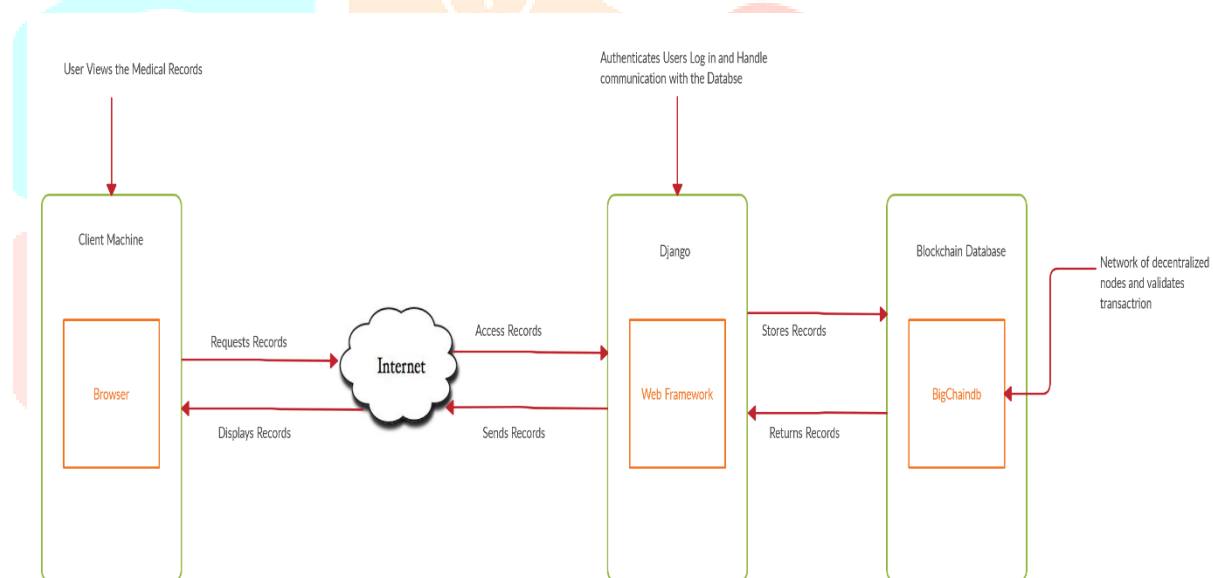 User Views the Medical Records
Authenticates Users Log in and Handle
communication with the Databse
Client Machine
Django
Blockchain Database
Network of decentralized
nodes and validates
transactrion
Requests Records
Internet
Access Records
Stores Records
Browser
Web Framework
BigChaindb
Displays Records
Sends Records
Returns Records